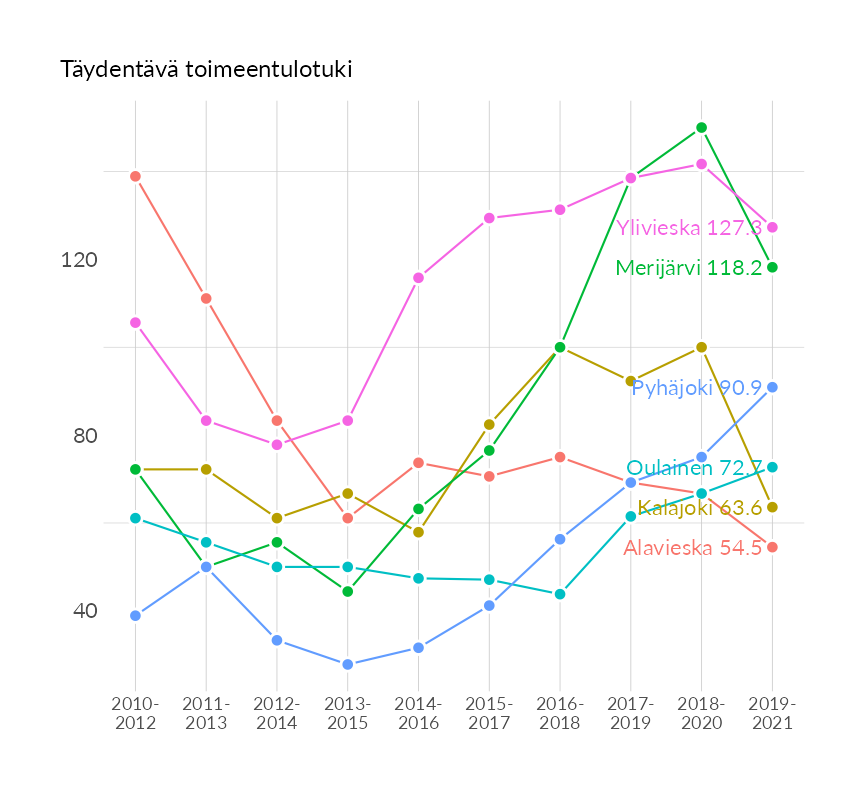 Täydentävä toimeentulotuki
120
80
40
Ylivieska 127.3
Merijärvi 118.2
Pyhäjoki 90.9
Oulainen 72.7
Kalajoki 63.6
Alavieska 54.5
2010- 2011- 2012- 2013- 2014- 2015- 2016- 2017- 2018- 2019-
2012 2013 2014 2015 2016 2017 2018 2019 2020 2021